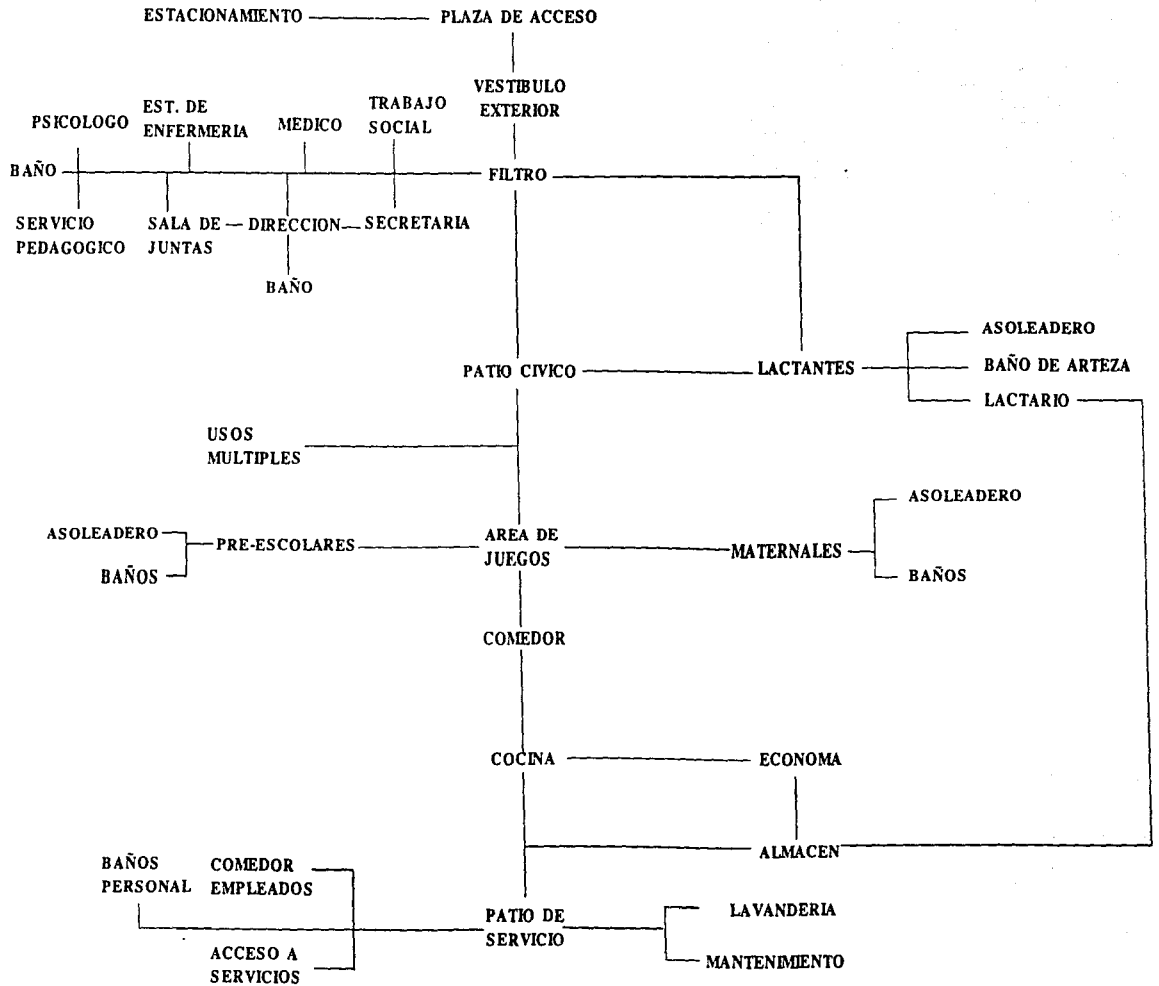 ESTACIONAMIENTO
PLAZA DE ACCESO
VESTIBULO
EXTERIOR
PSICOLOGO
EST. DE
ENFERMERIA
MEDICO
TRABAJO
SOCIAL
BAÑO
FILTRO
SERVICIO
PEDAGOGICO
SALA DE
JUNTAS
DIRECCION
SECRETARIA
BAÑO
PATIO CIVICO
LACTANTES
ASOLEADERO
BAÑO DE ARTEZA
LACTARIO
USOS
MULTIPLES
ASOLEADERO
BAÑOS
PRE-ESCOLARES
AREA DE
JUEGOS
MATERNALES
ASOLEADERO
BAÑOS
COMEDOR
COCINA
ECONOMA
ALMACEN
BAÑOS
PERSONAL
COMEDOR
EMPLEADOS
ACCESO A
SERVICIOS
PATIO DE
SERVICIO
LAVANDERIA
MANTENIMIENTO